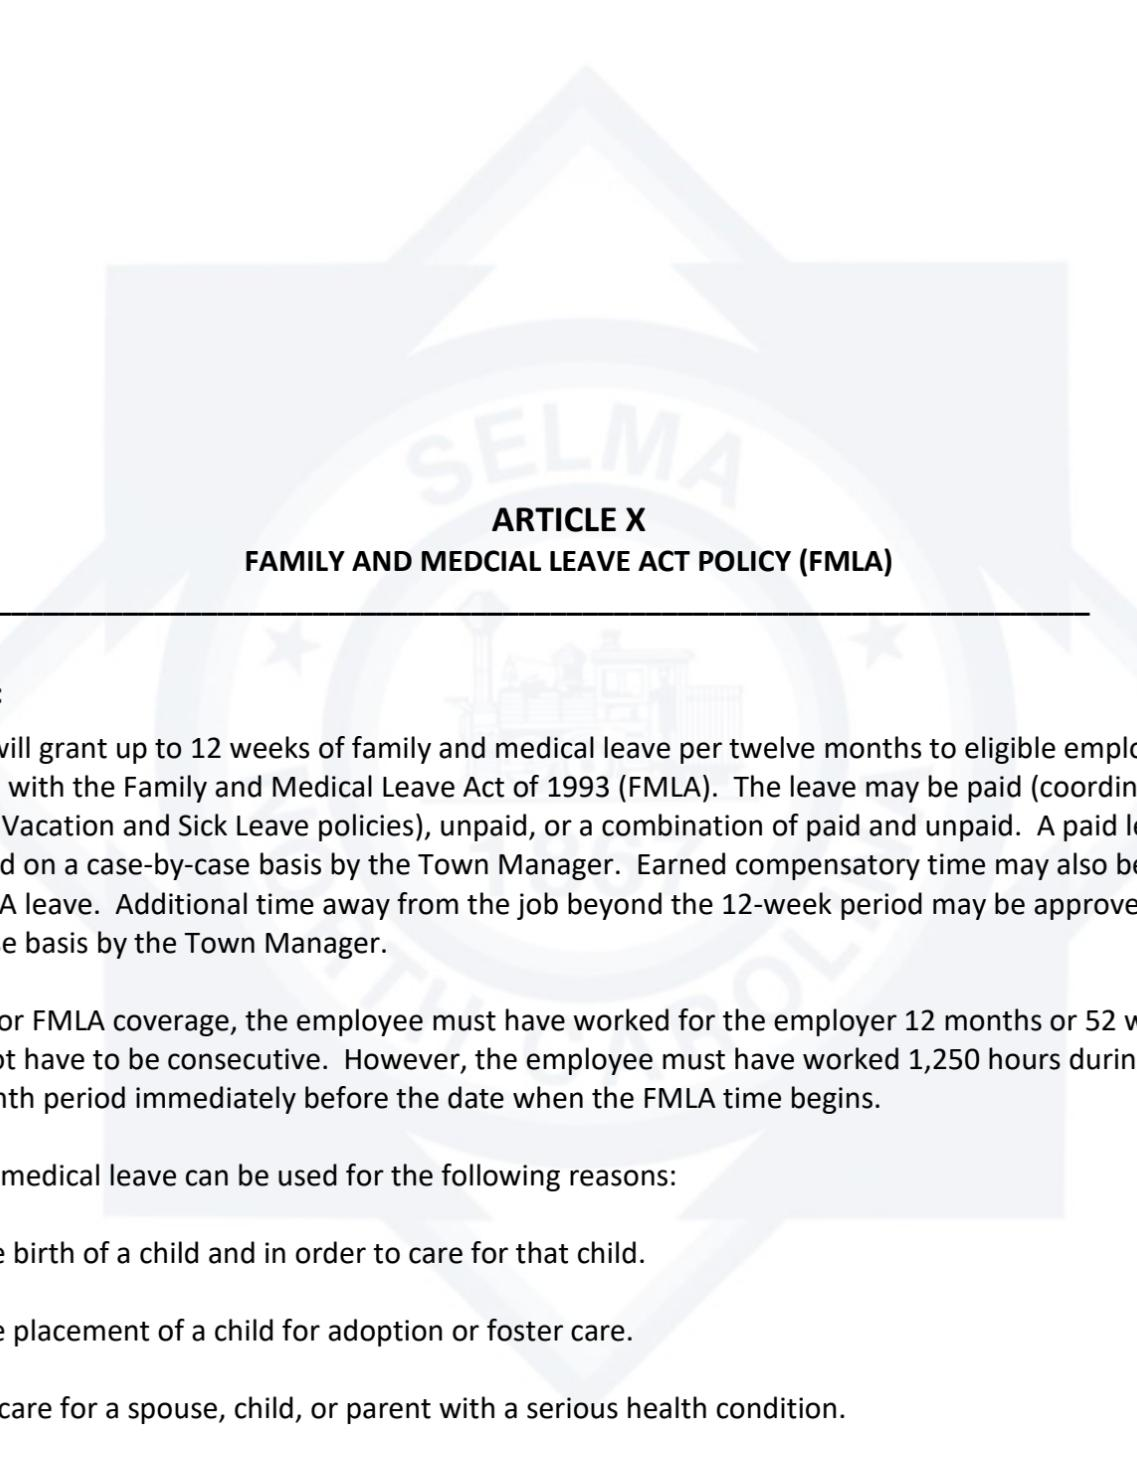 SELMA
ARTICLE X
FAMILY AND MEDCIAL LEAVE ACT POLICY (FMLA)
:
will grant up to 12 weeks of family and medical leave per twelve months to eligible emplo
with the Family and Medical Leave Act of 1993 (FMLA). The leave may be paid (coordin
Vacation and Sick Leave policies), unpaid, or a combination of paid and unpaid. A paid le
d on a case-by-case basis by the Town Manager. Earned compensatory time may also be
A leave. Additional time away from the job beyond the 12-week period may be approve
se basis by the Town Manager.
or FMLA coverage, the employee must have worked for the employer 12 months or 52 w
ot have to be consecutive. However, the employee must have worked 1,250 hours durin
nth period immediately before the date when the FMLA time begins.
medical leave can be used for the following reasons:
e birth of a child and in order to care for that child.
e placement of a child for adoption or foster care.
care for a spouse, child, or parent with a serious health condition.
1867
NORTH CAROLINA